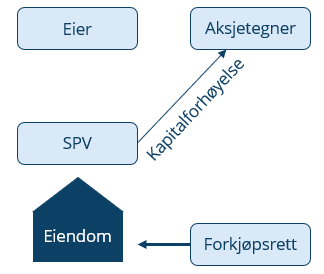 Eier
Aksjetegner
Kapitalforhøyelse
SPV
Eiendom
Forkjøpsrett